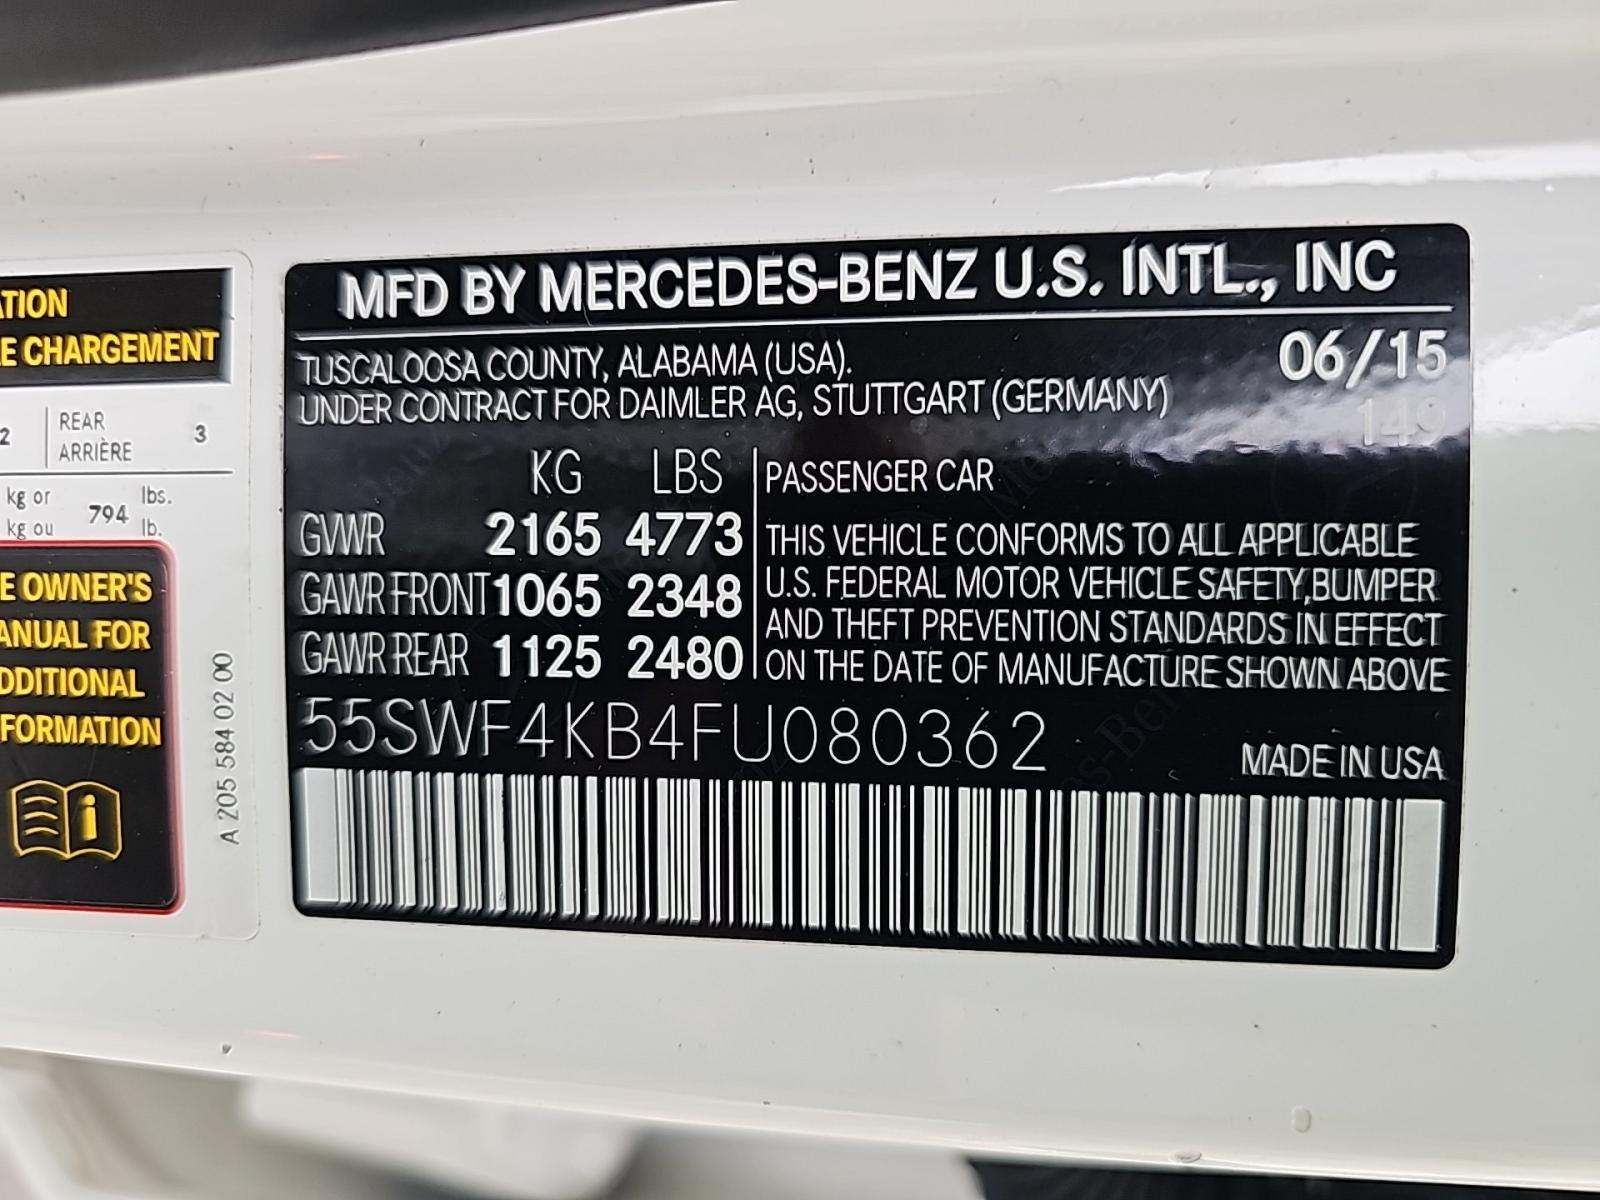 TION
E CHARGEMENT
2 REAR 3
ARRIÈRE
kg or 794 lbs.
kg ou lb.
E OWNER'S
ANUAL FOR
DDITIONAL
FORMATION
A 205 584 02 00
MFD BY MERCEDES-BENZ U.S. INTL., INC
TUSCALOOSA COUNTY, ALABAMA (USA). 06/15
UNDER CONTRACT FOR DAIMLER AG, STUTTGART (GERMANY) 149
KG LBS
GVWR 2165 4773
GAWR FRONT 1065 2348
GAWR REAR 1125 2480
PASSENGER CAR
THIS VEHICLE CONFORMS TO ALL APPLICABLE
U.S. FEDERAL MOTOR VEHICLE SAFETY,BUMPER
AND THEFT PREVENTION STANDARDS IN EFFECT
ON THE DATE OF MANUFACTURE SHOWN ABOVE
55SWF4KB4FU080362
MADE IN USA